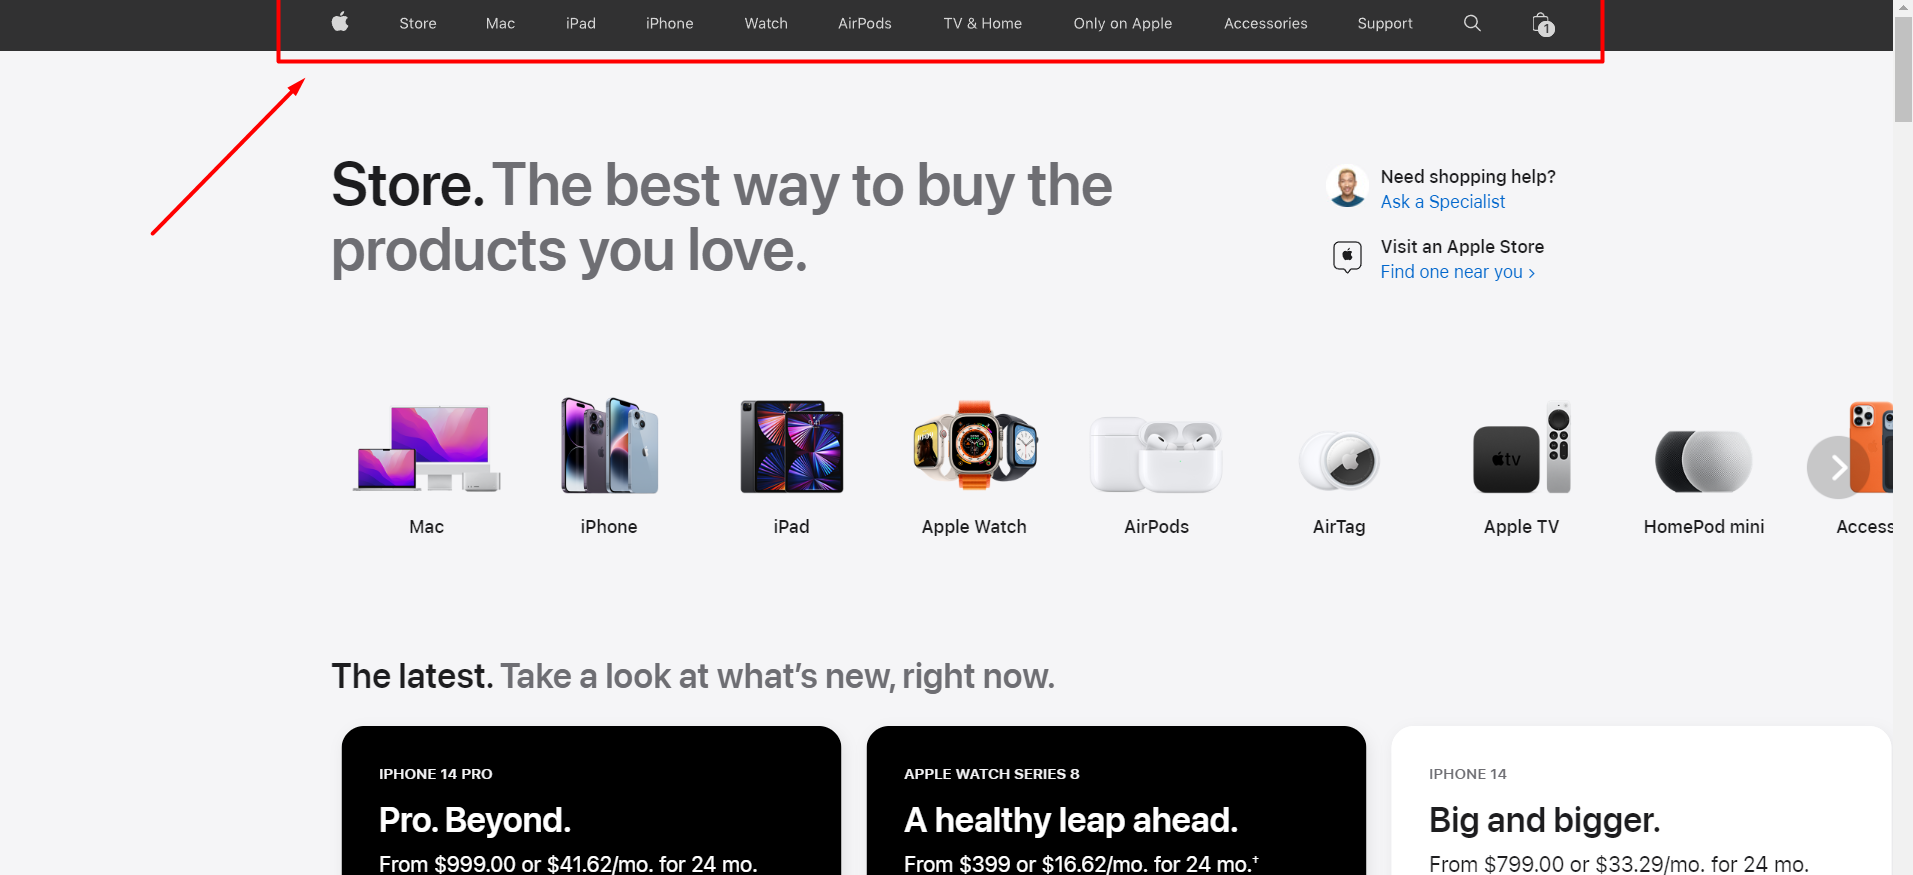 Store Mac iPad iPhone Watch AirPods TV & Home Only on Apple Accessories Support 1
Store. The best way to buy the
products you love.
Need shopping help?
Ask a Specialist
Visit an Apple Store
Find one near you >
tv
Mac iPhone iPad Apple Watch AirPods AirTag Apple TV HomePod mini Access
The latest. Take a look at what’s new, right now.
IPHONE 14 PRO
Pro. Beyond.
From $999.00 or $41.62/mo. for 24 mo.
APPLE WATCH SERIES 8
A healthy leap ahead.
From $399 or $16.62/mo. for 24 mo.†
IPHONE 14
Big and bigger.
From $799.00 or $33.29/mo. for 24 mo.